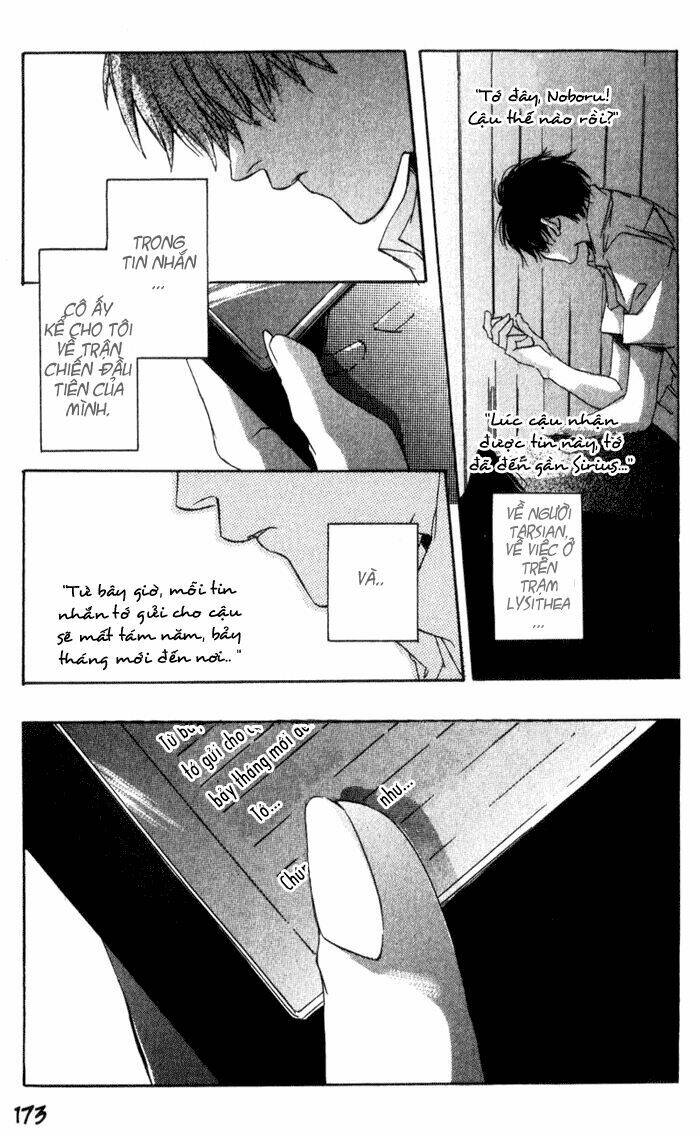 "Tớ đây, Noboru!
Cậu thế nào rồi?"
"Lúc cậu nhận
được tin này, tớ
đã đến gần Sirius..."
VỀ NGƯỜI
TARSIAN,
VỀ VIỆC Ở
TRÊN
TRẠM
LYSITHEA
...
TRONG
TIN NHẮN
...
CÔ ẤY
KỂ CHO TÔI
VỀ TRẬN
CHIẾN ĐẦU
TIÊN CỦA
MÌNH.
VÀ..
"Từ bây giờ, mỗi tin
nhắn tớ gửi cho cậu
sẽ mất tám năm, bảy
tháng mới đến nơi.."
Từ
tớ gửi cho
bảy tháng mới
Tớ...
như...
173